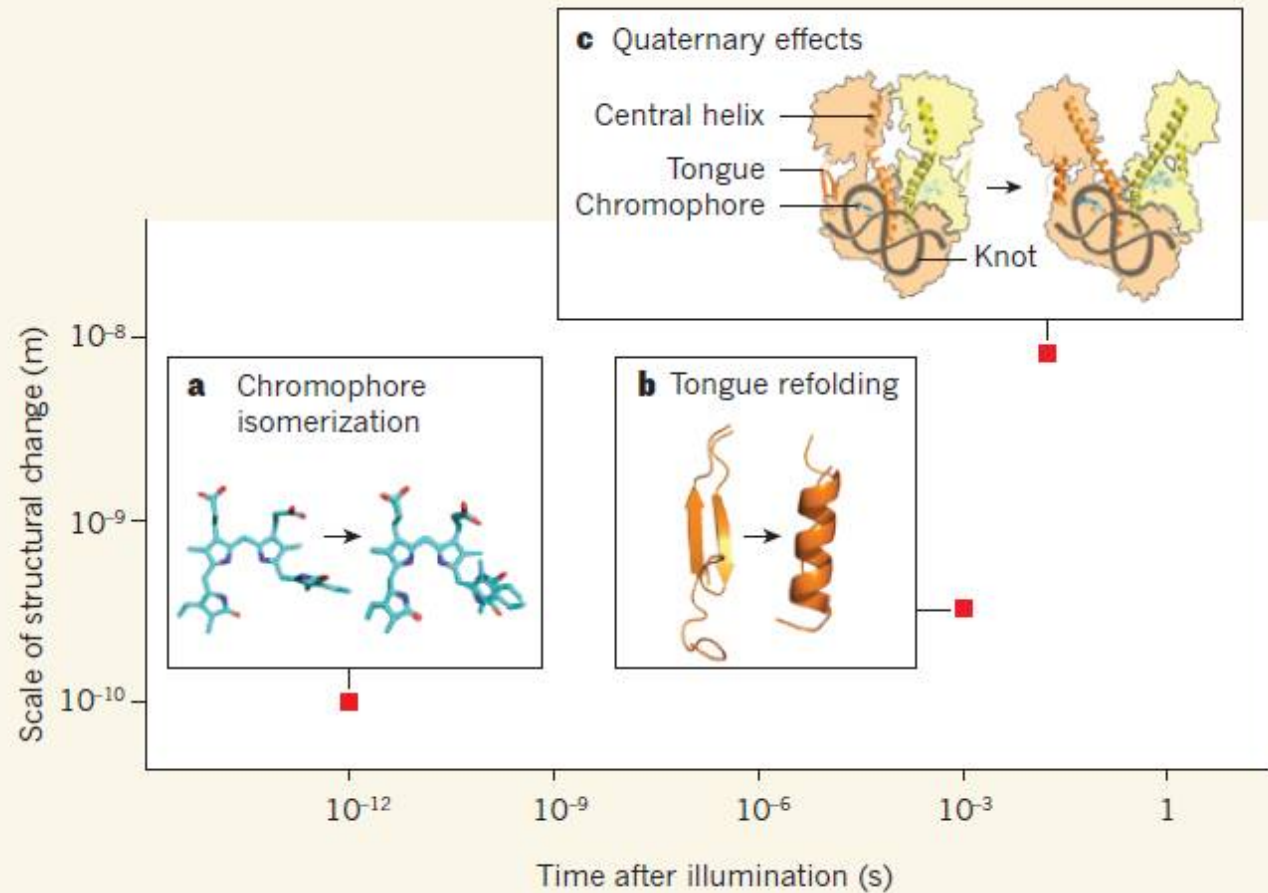 c Quaternary effects
Central helix
Tongue
Chromophore
Knot
Scale of structural change (m)
10⁻⁸
10⁻⁹
10⁻¹⁰
a Chromophore
isomerization
b Tongue refolding
10⁻¹²
10⁻⁹
10⁻⁶
10⁻³
1
Time after illumination (s)